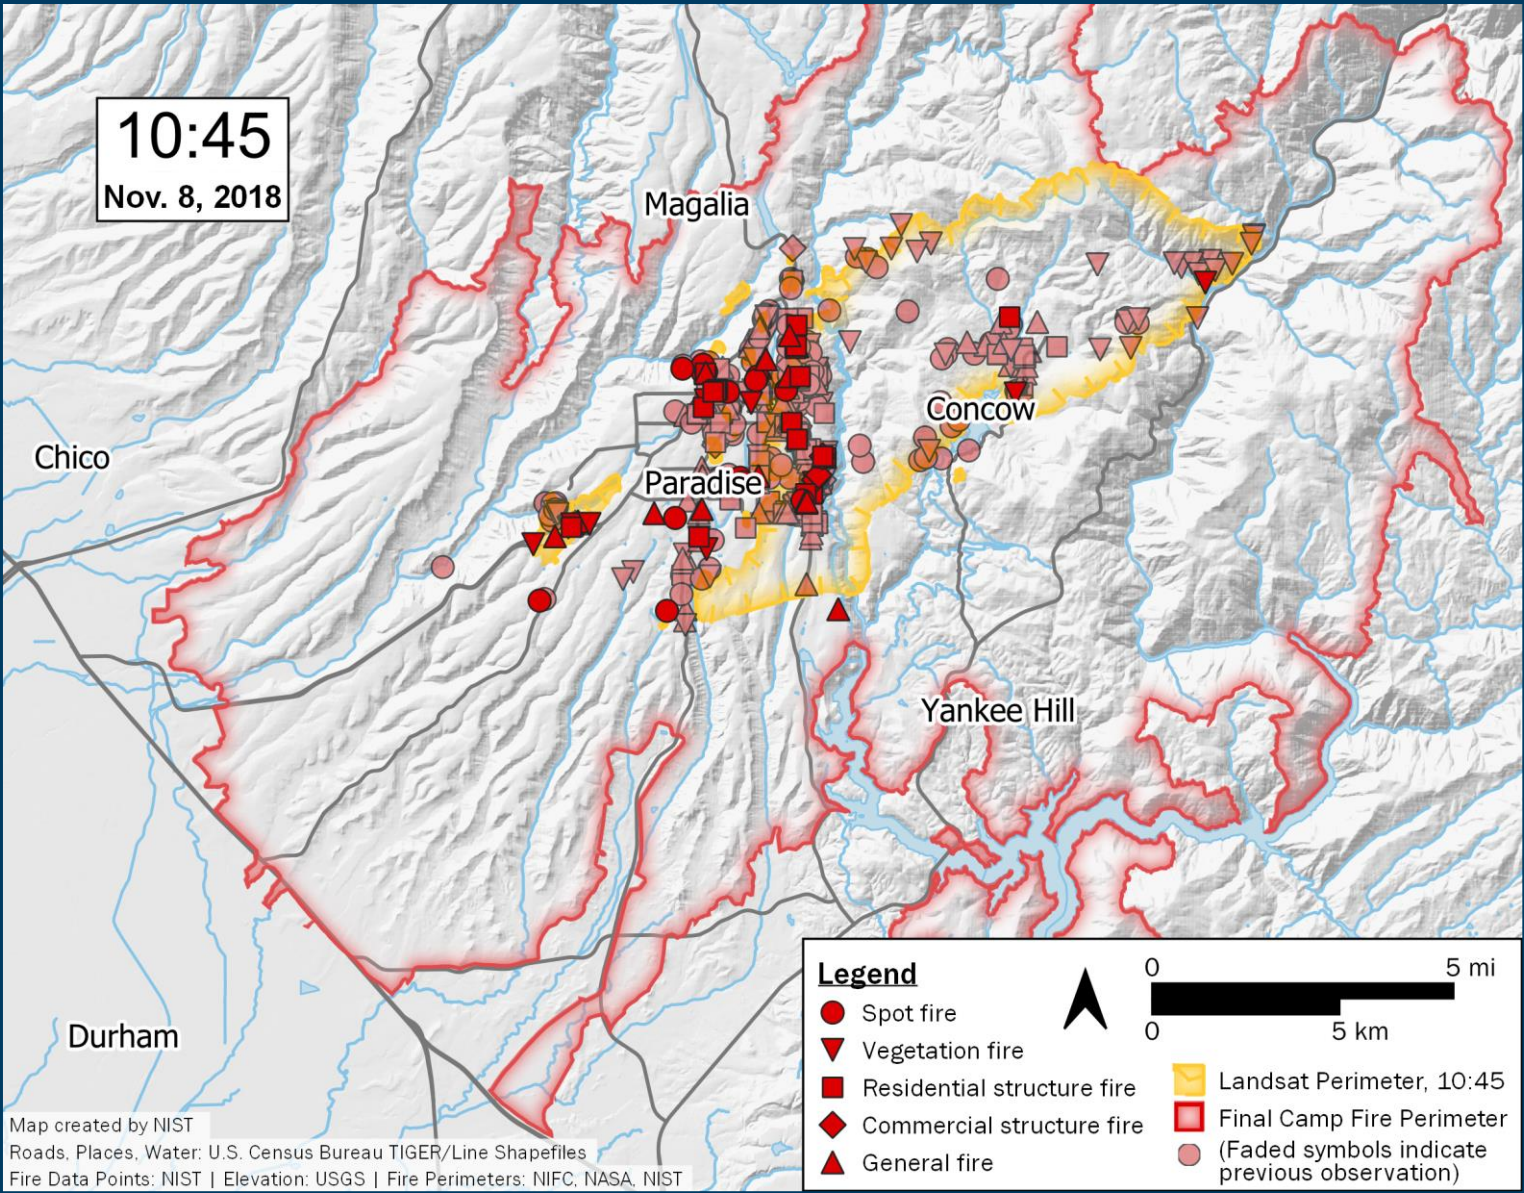 10:45
Nov. 8, 2018
Magalia
Concow
Chico
Paradise
Yankee Hill
Durham
Legend
Spot fire
Vegetation fire
Residential structure fire
Commercial structure fire
General fire
0 5 mi
0 5 km
Landsat Perimeter, 10:45
Final Camp Fire Perimeter
(Faded symbols indicate
previous observation)
Map created by NIST
Roads, Places, Water: U.S. Census Bureau TIGER/Line Shapefiles
Fire Data Points: NIST | Elevation: USGS | Fire Perimeters: NIFC, NASA, NIST